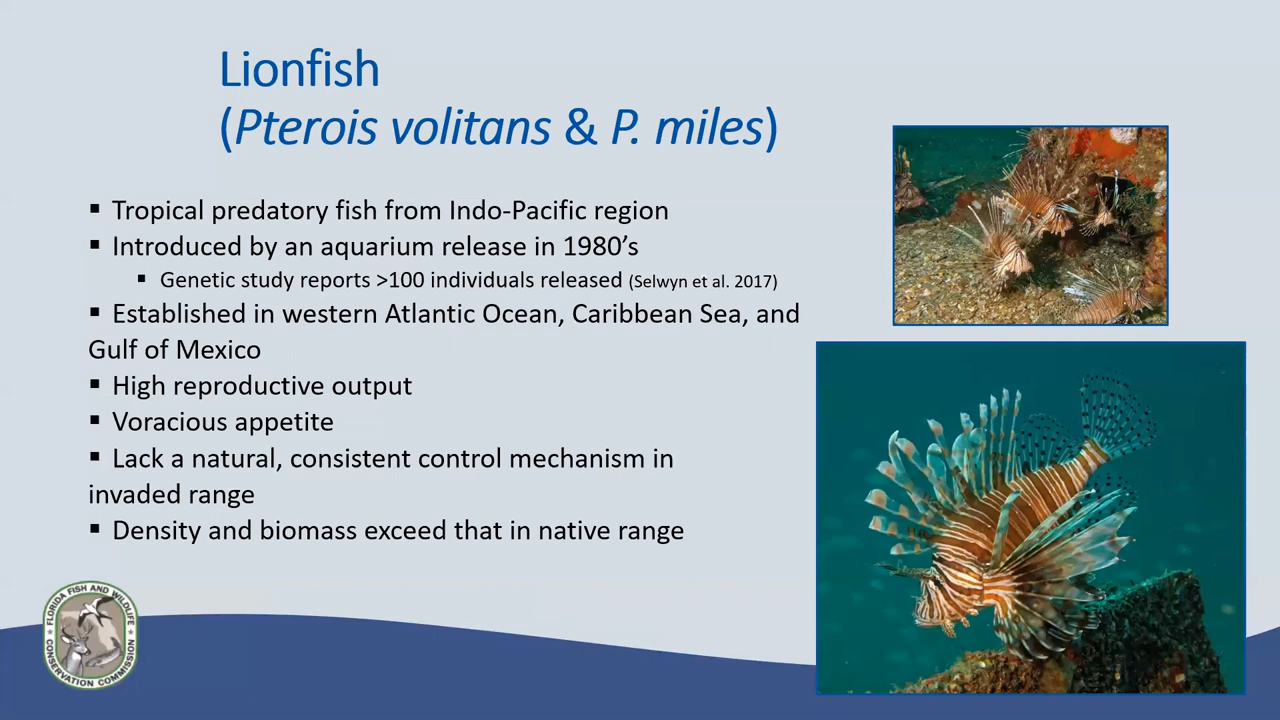 Lionfish
(Pterois volitans & P. miles)
▪ Tropical predatory fish from Indo-Pacific region
▪ Introduced by an aquarium release in 1980’s
▪ Genetic study reports >100 individuals released (Selwyn et al. 2017)
▪ Established in western Atlantic Ocean, Caribbean Sea, and
Gulf of Mexico
▪ High reproductive output
▪ Voracious appetite
▪ Lack a natural, consistent control mechanism in
invaded range
▪ Density and biomass exceed that in native range
FLORIDA FISH AND WILDLIFE
CONSERVATION COMMISSION